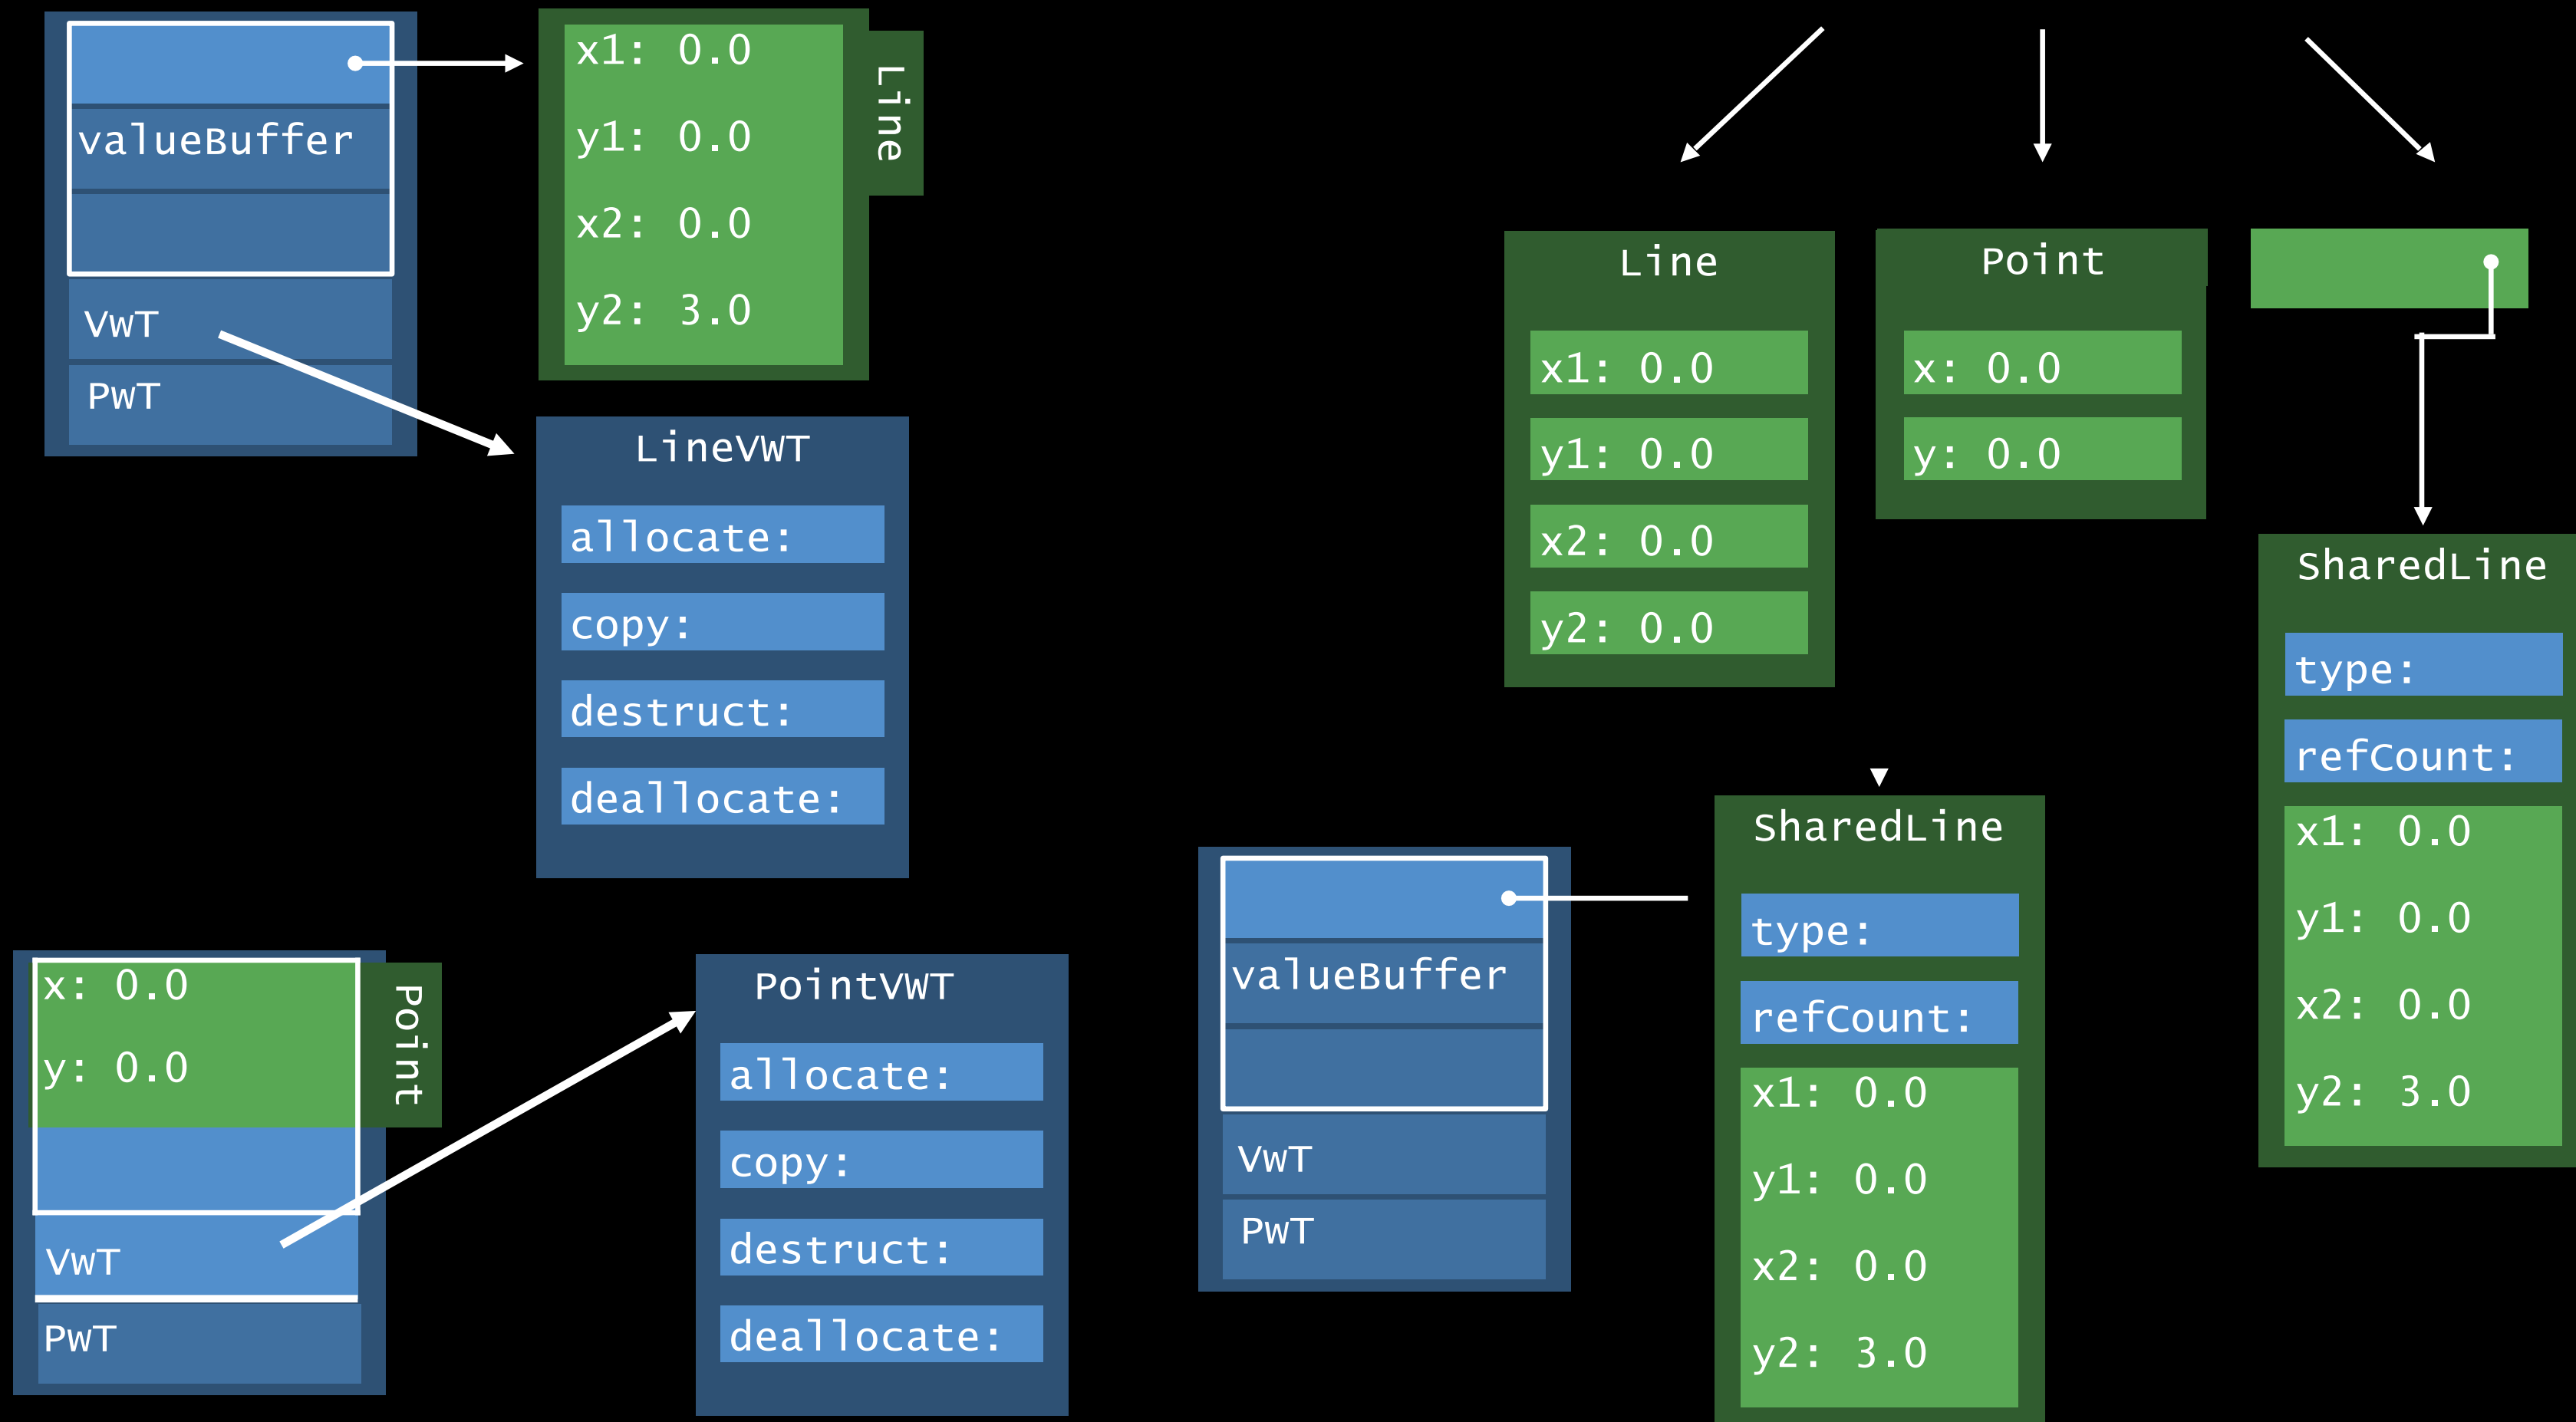 valueBuffer
VWT
PWT
x1: 0.0
y1: 0.0
x2: 0.0
y2: 3.0
Line
LineVWT
allocate:
copy:
destruct:
deallocate:
x: 0.0
y: 0.0
Point
VWT
PWT
PointVWT
allocate:
copy:
destruct:
deallocate:
Line
x1: 0.0
y1: 0.0
x2: 0.0
y2: 0.0
Point
x: 0.0
y: 0.0
SharedLine
type:
refCount:
x1: 0.0
y1: 0.0
x2: 0.0
y2: 3.0
valueBuffer
VWT
PWT
SharedLine
type:
refCount:
x1: 0.0
y1: 0.0
x2: 0.0
y2: 3.0